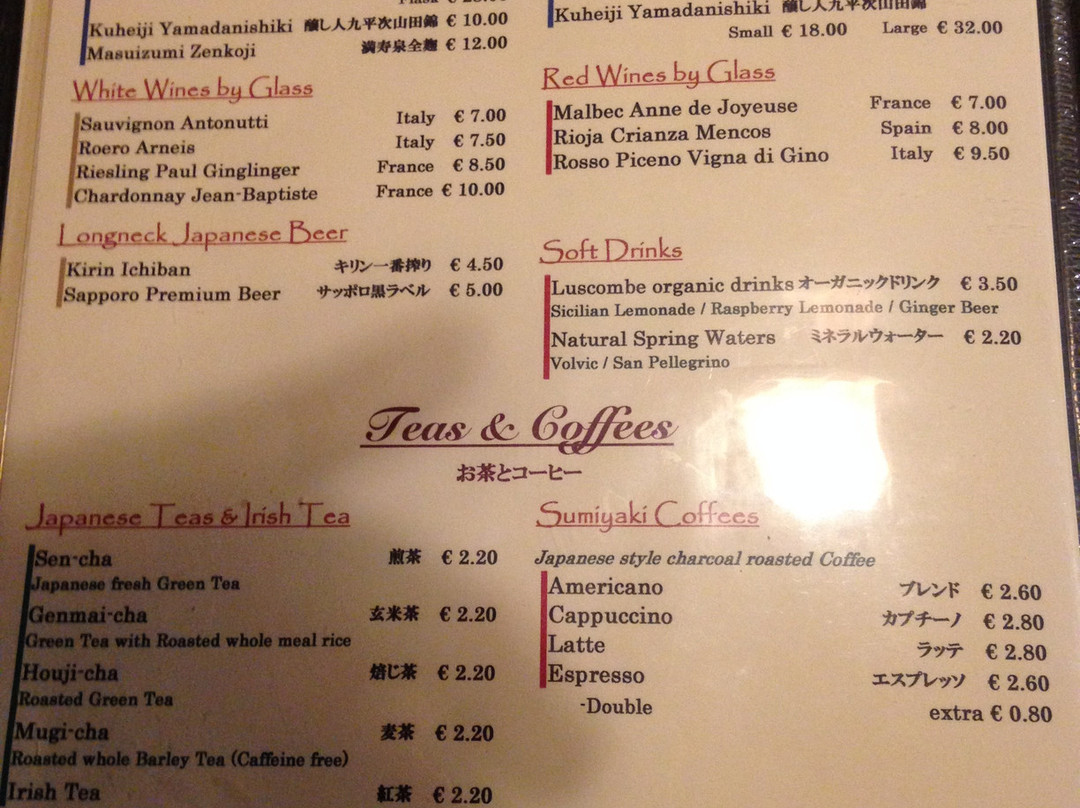 Kuheiji Yamadanishiki 醸し人九平次山田錦 € 10.00
Masuizumi Zenkoji 満寿泉全麹 € 12.00
White Wines by Glass
Sauvignon Antonutti Italy € 7.00
Roero Arneis Italy € 7.50
Riesling Paul Ginglinger France € 8.50
Chardonnay Jean-Baptiste France € 10.00
Longneck Japanese Beer
Kirin Ichiban キリン一番搾り € 4.50
Sapporo Premium Beer サッポロ黒ラベル € 5.00
Kuheiji Yamadanishiki 醸し人九平次山田錦
Small € 18.00 Large € 32.00
Red Wines by Glass
Malbec Anne de Joyeuse France € 7.00
Rioja Crianza Mencos Spain € 8.00
Rosso Piceno Vigna di Gino Italy € 9.50
Soft Drinks
Luscombe organic drinks オーガニックドリンク € 3.50
Sicilian Lemonade / Raspberry Lemonade / Ginger Beer
Natural Spring Waters ミネラルウォーター € 2.20
Volvic / San Pellegrino
Teas & Coffees
お茶とコーヒー
Japanese Teas & Irish Tea
Sen-cha 煎茶 € 2.20
Japanese fresh Green Tea
Genmai-cha 玄米茶 € 2.20
Green Tea with Roasted whole meal rice
Houji-cha 焙じ茶 € 2.20
Roasted Green Tea
Mugi-cha 麦茶 € 2.20
Roasted whole Barley Tea (Caffeine free)
Irish Tea 紅茶 € 2.20
Sumiyaki Coffees
Japanese style charcoal roasted Coffee
Americano ブレンド € 2.60
Cappuccino カプチーノ € 2.80
Latte ラッテ € 2.80
Espresso エスプレッソ € 2.60
-Double extra € 0.80